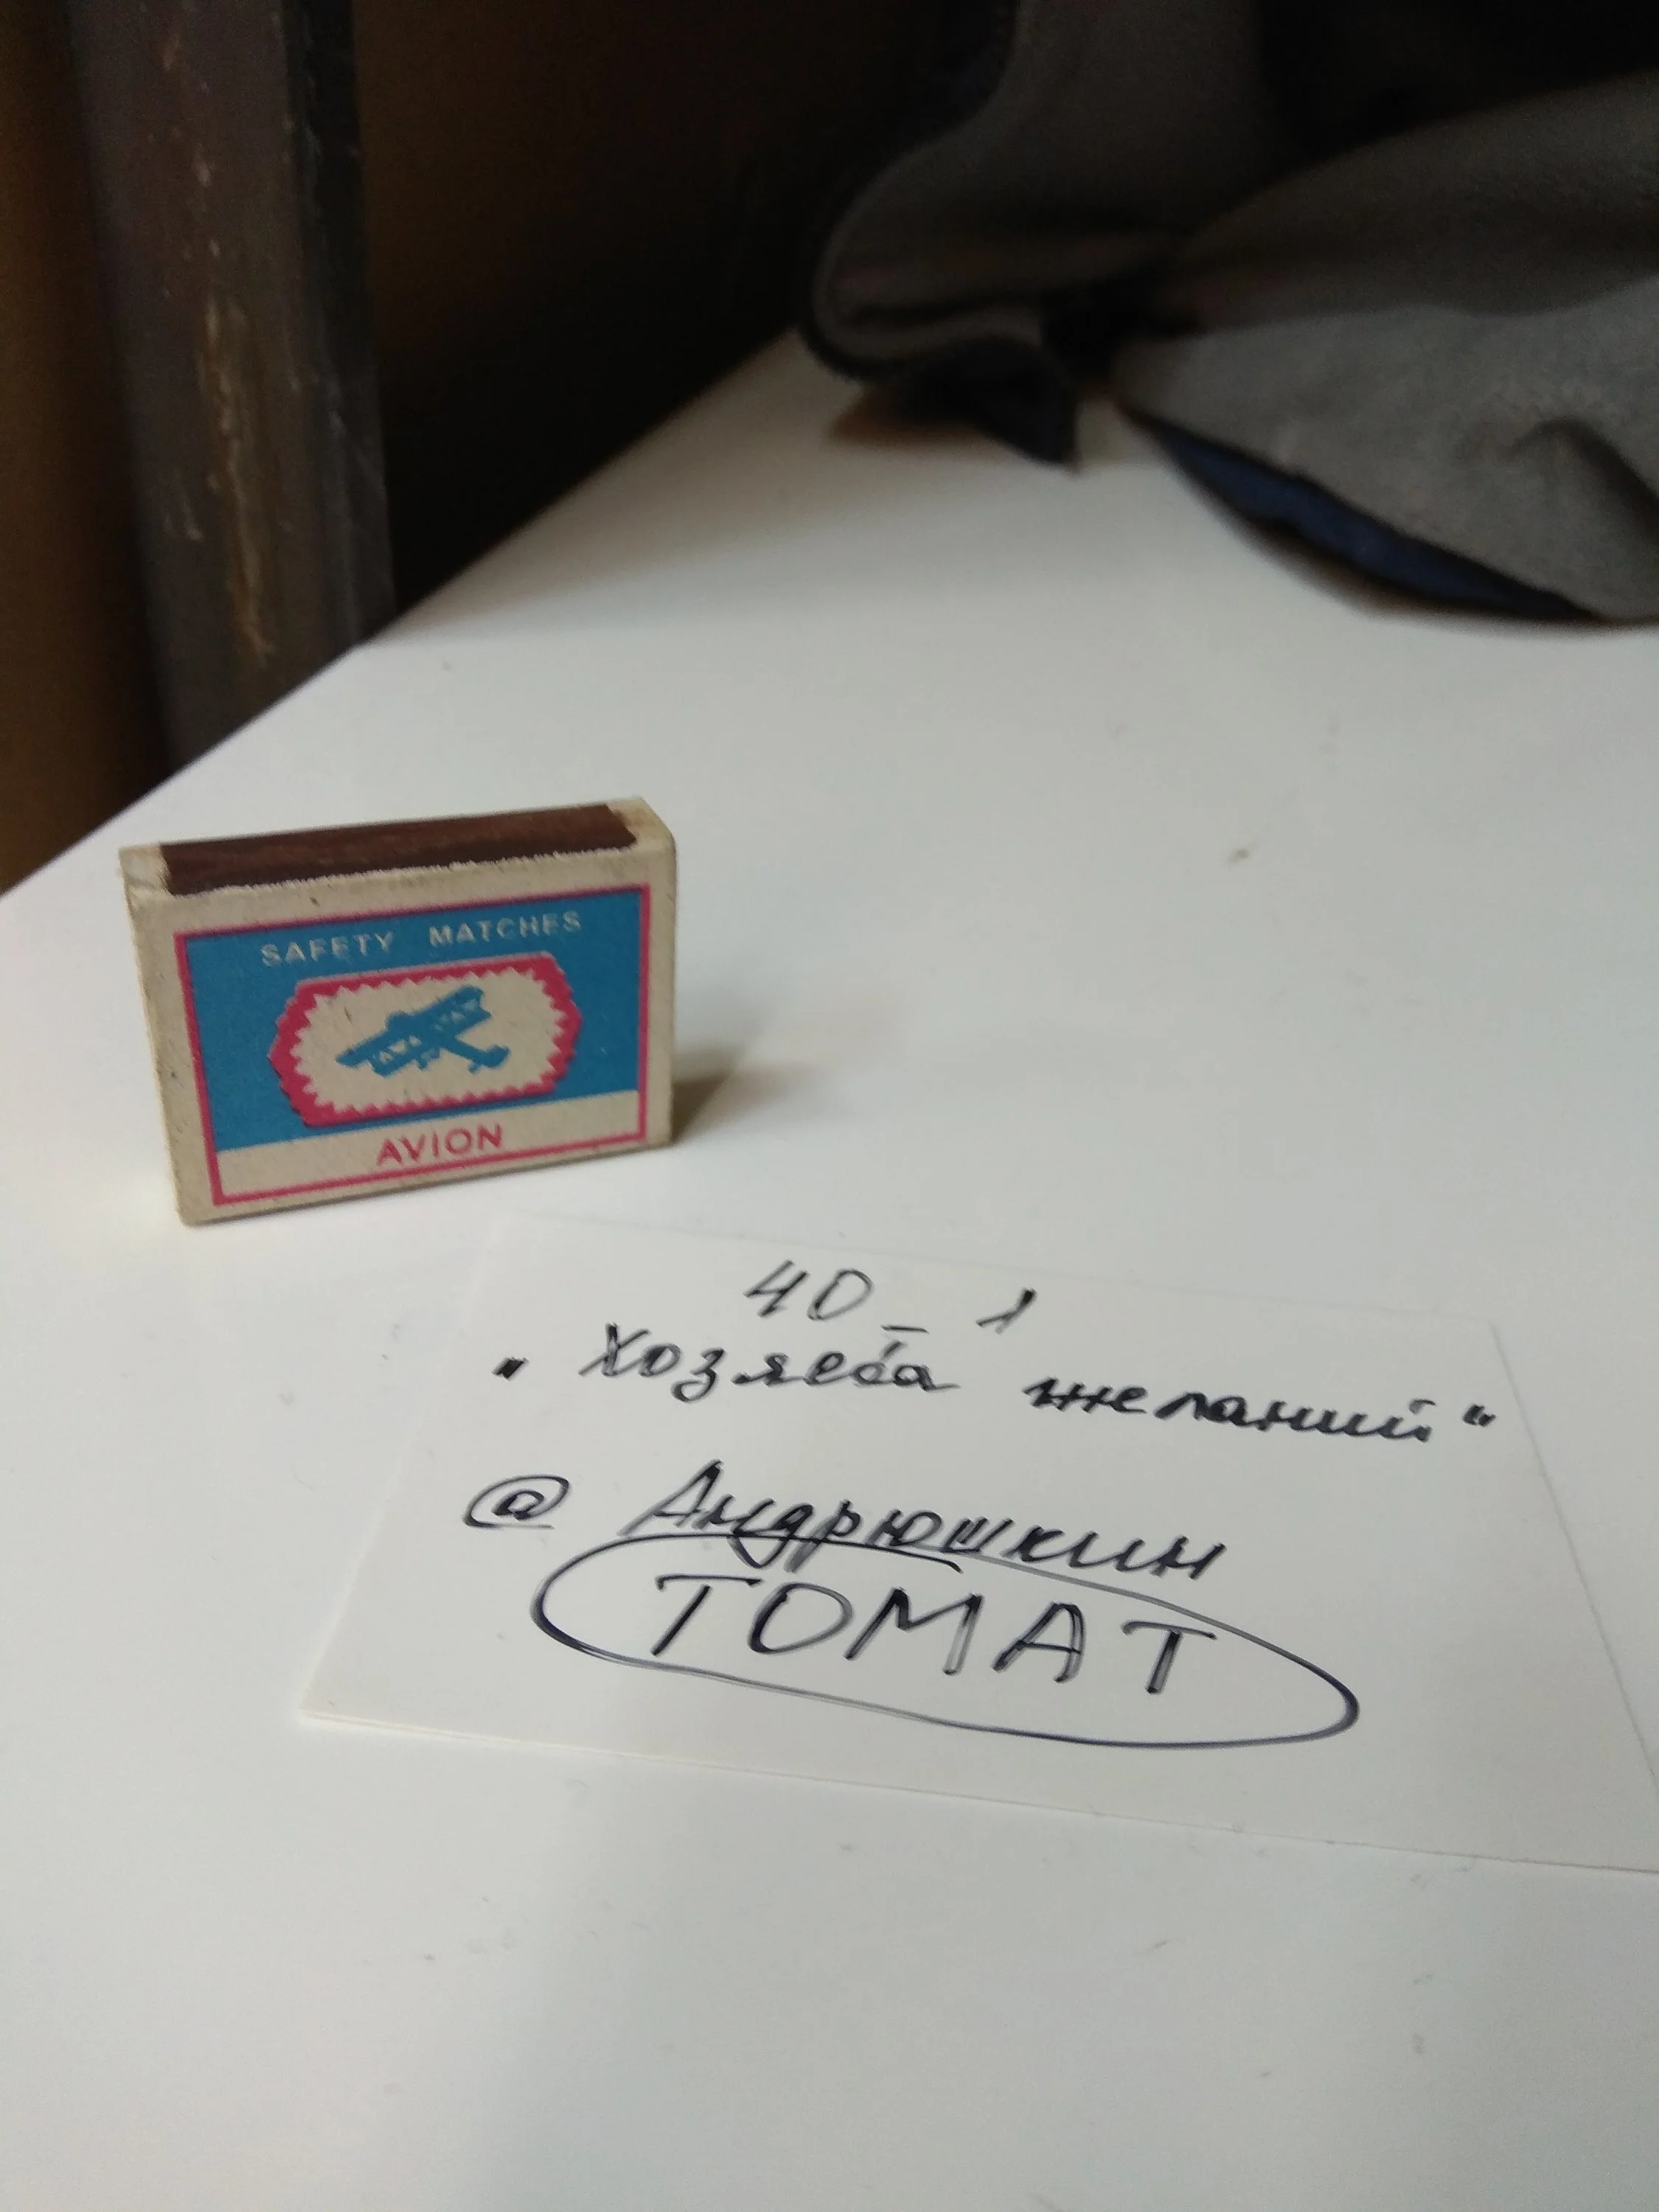 SAFETY MATCHES
AVION
40_1
"Хозяева желаний"
@ Андрюшкин
ТОМАТ